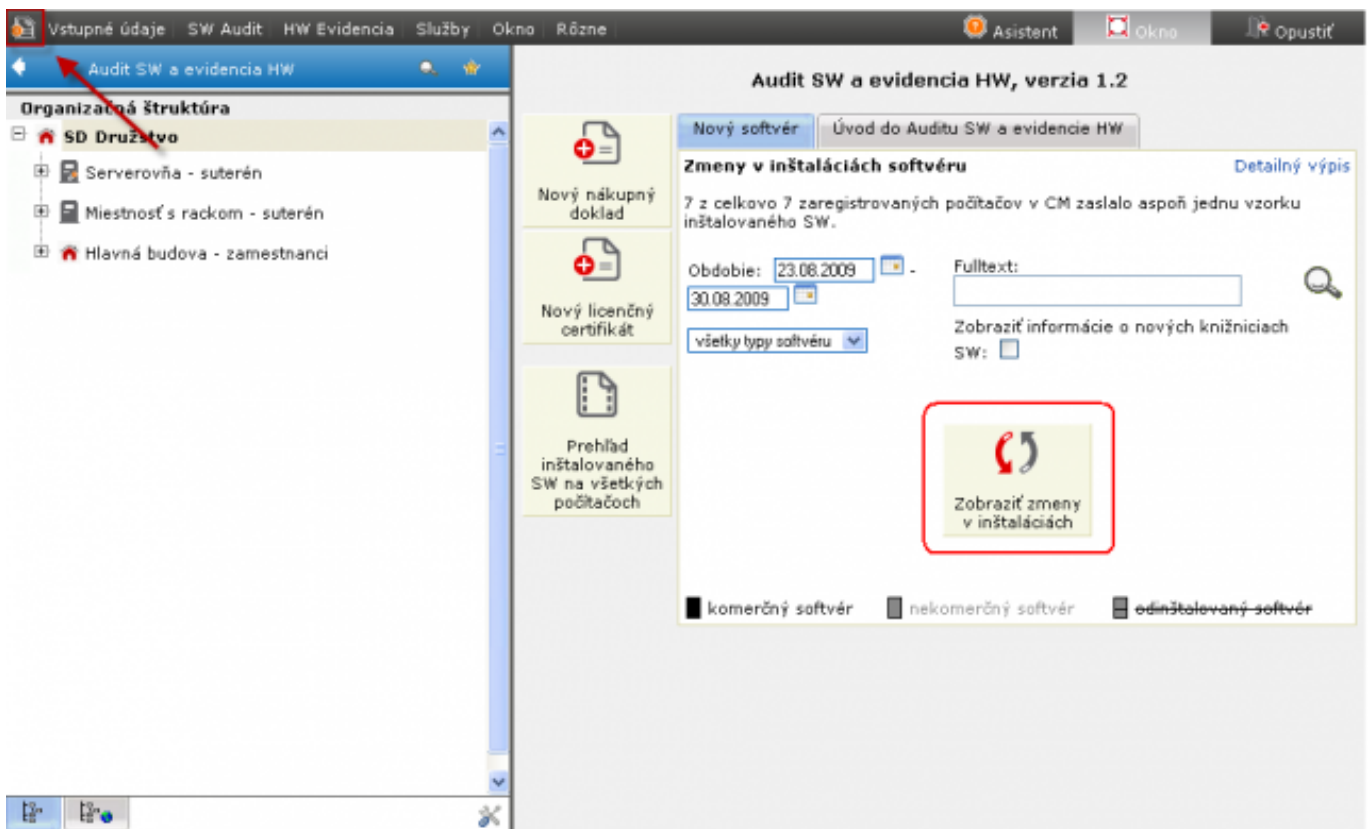 Vstupné údaje SW Audit HW Evidencia Služby Okno Rôzne Asistent Okno Opustiť
Audit SW a evidencia HW
Organizačná štruktúra
SD Družstvo
Serverovňa - suterén
Miestnosť s rackom - suterén
Hlavná budova - zamestnanci
Audit SW a evidencia HW, verzia 1.2
Nový nákupný
doklad
Nový licenčný
certifikát
Prehľad
inštalovaného
SW na všetkých
počítačoch
Nový softvér Úvod do Auditu SW a evidencie HW
Zmeny v inštaláciách softvéru Detailný výpis
7 z celkovo 7 zaregistrovaných počítačov v CM zaslalo aspoň jednu vzorku
inštalovaného SW.
Obdobie: 23.08.2009 - Fulltext:
30.08.2009
všetky typy softvéru Zobraziť informácie o nových knižniciach
SW:
Zobraziť zmeny
v inštaláciách
komerčný softvér nekomerčný softvér odinštalovaný softvér